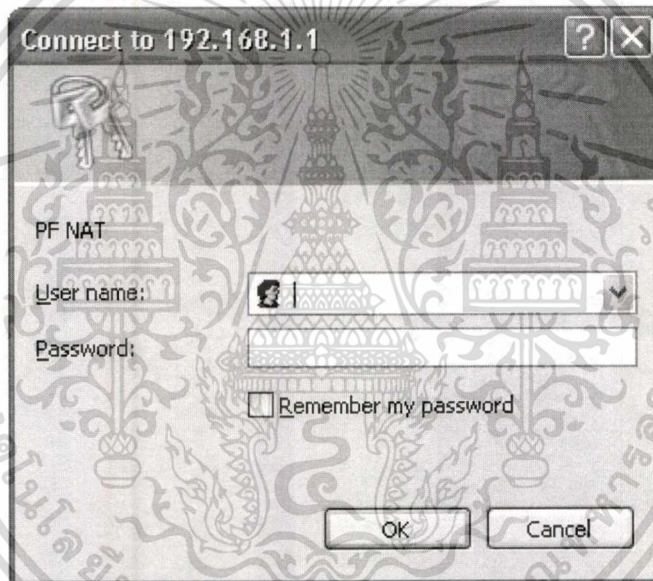 Connect to 192.168.1.1
PF NAT
User name:
Password:
Remember my password
OK
Cancel